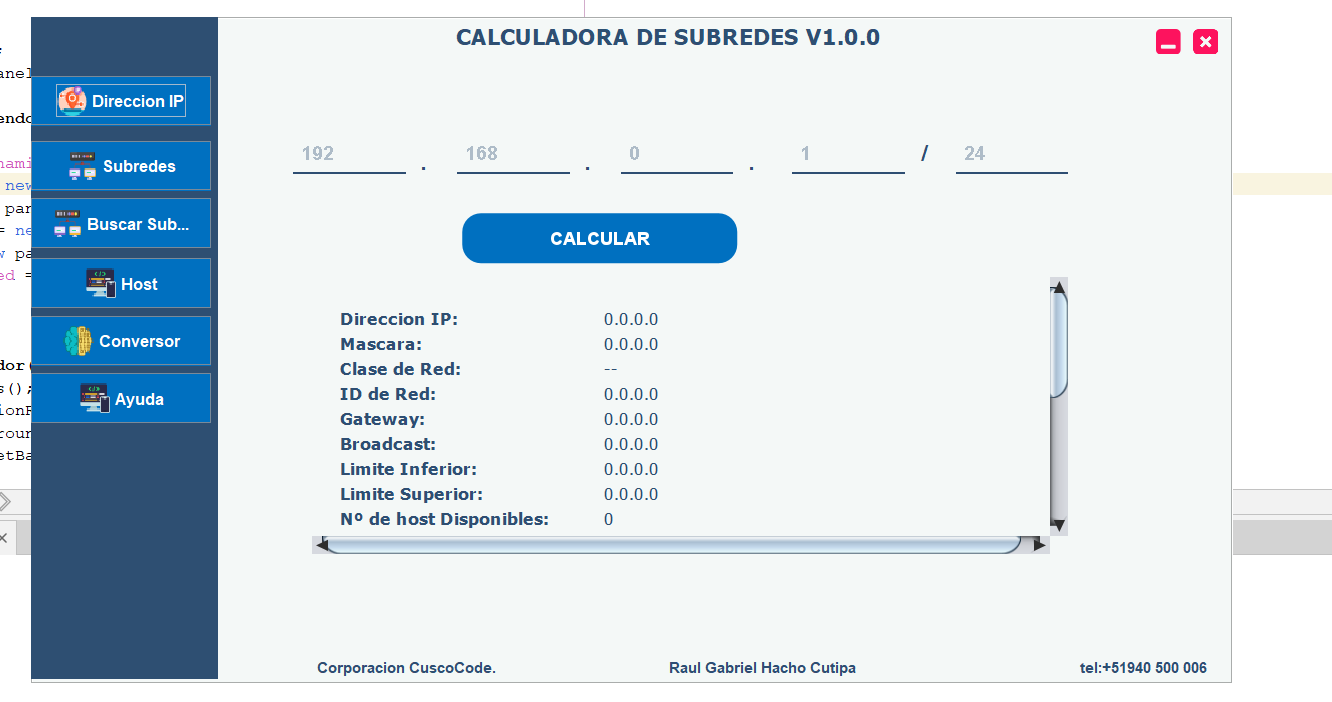 CALCULADORA DE SUBREDES V1.0.0
Direccion IP
Subredes
Buscar Sub...
Host
Conversor
Ayuda
192 . 168 . 0 . 1 / 24
CALCULAR
Direccion IP: 0.0.0.0
Mascara: 0.0.0.0
Clase de Red: --
ID de Red: 0.0.0.0
Gateway: 0.0.0.0
Broadcast: 0.0.0.0
Limite Inferior: 0.0.0.0
Limite Superior: 0.0.0.0
Nº de host Disponibles: 0
Corporacion CuscoCode. Raul Gabriel Hacho Cutipa tel:+51940 500 006